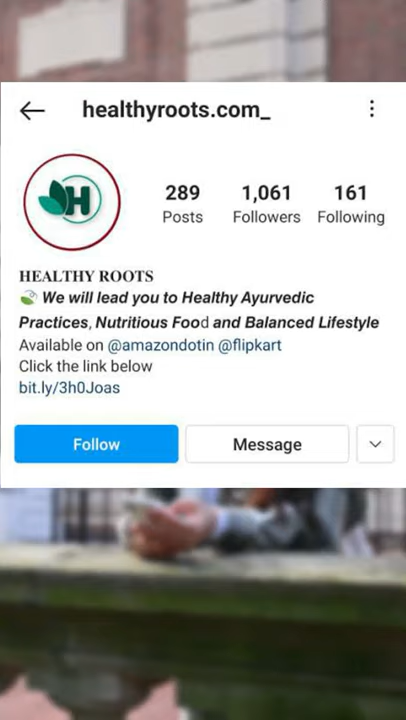 healthyroots.com_
H
289 1,061 161
Posts Followers Following
HEALTHY ROOTS
We will lead you to Healthy Ayurvedic
Practices, Nutritious Food and Balanced Lifestyle
Available on @amazondotin @flipkart
Click the link below
bit.ly/3h0Joas
Follow Message